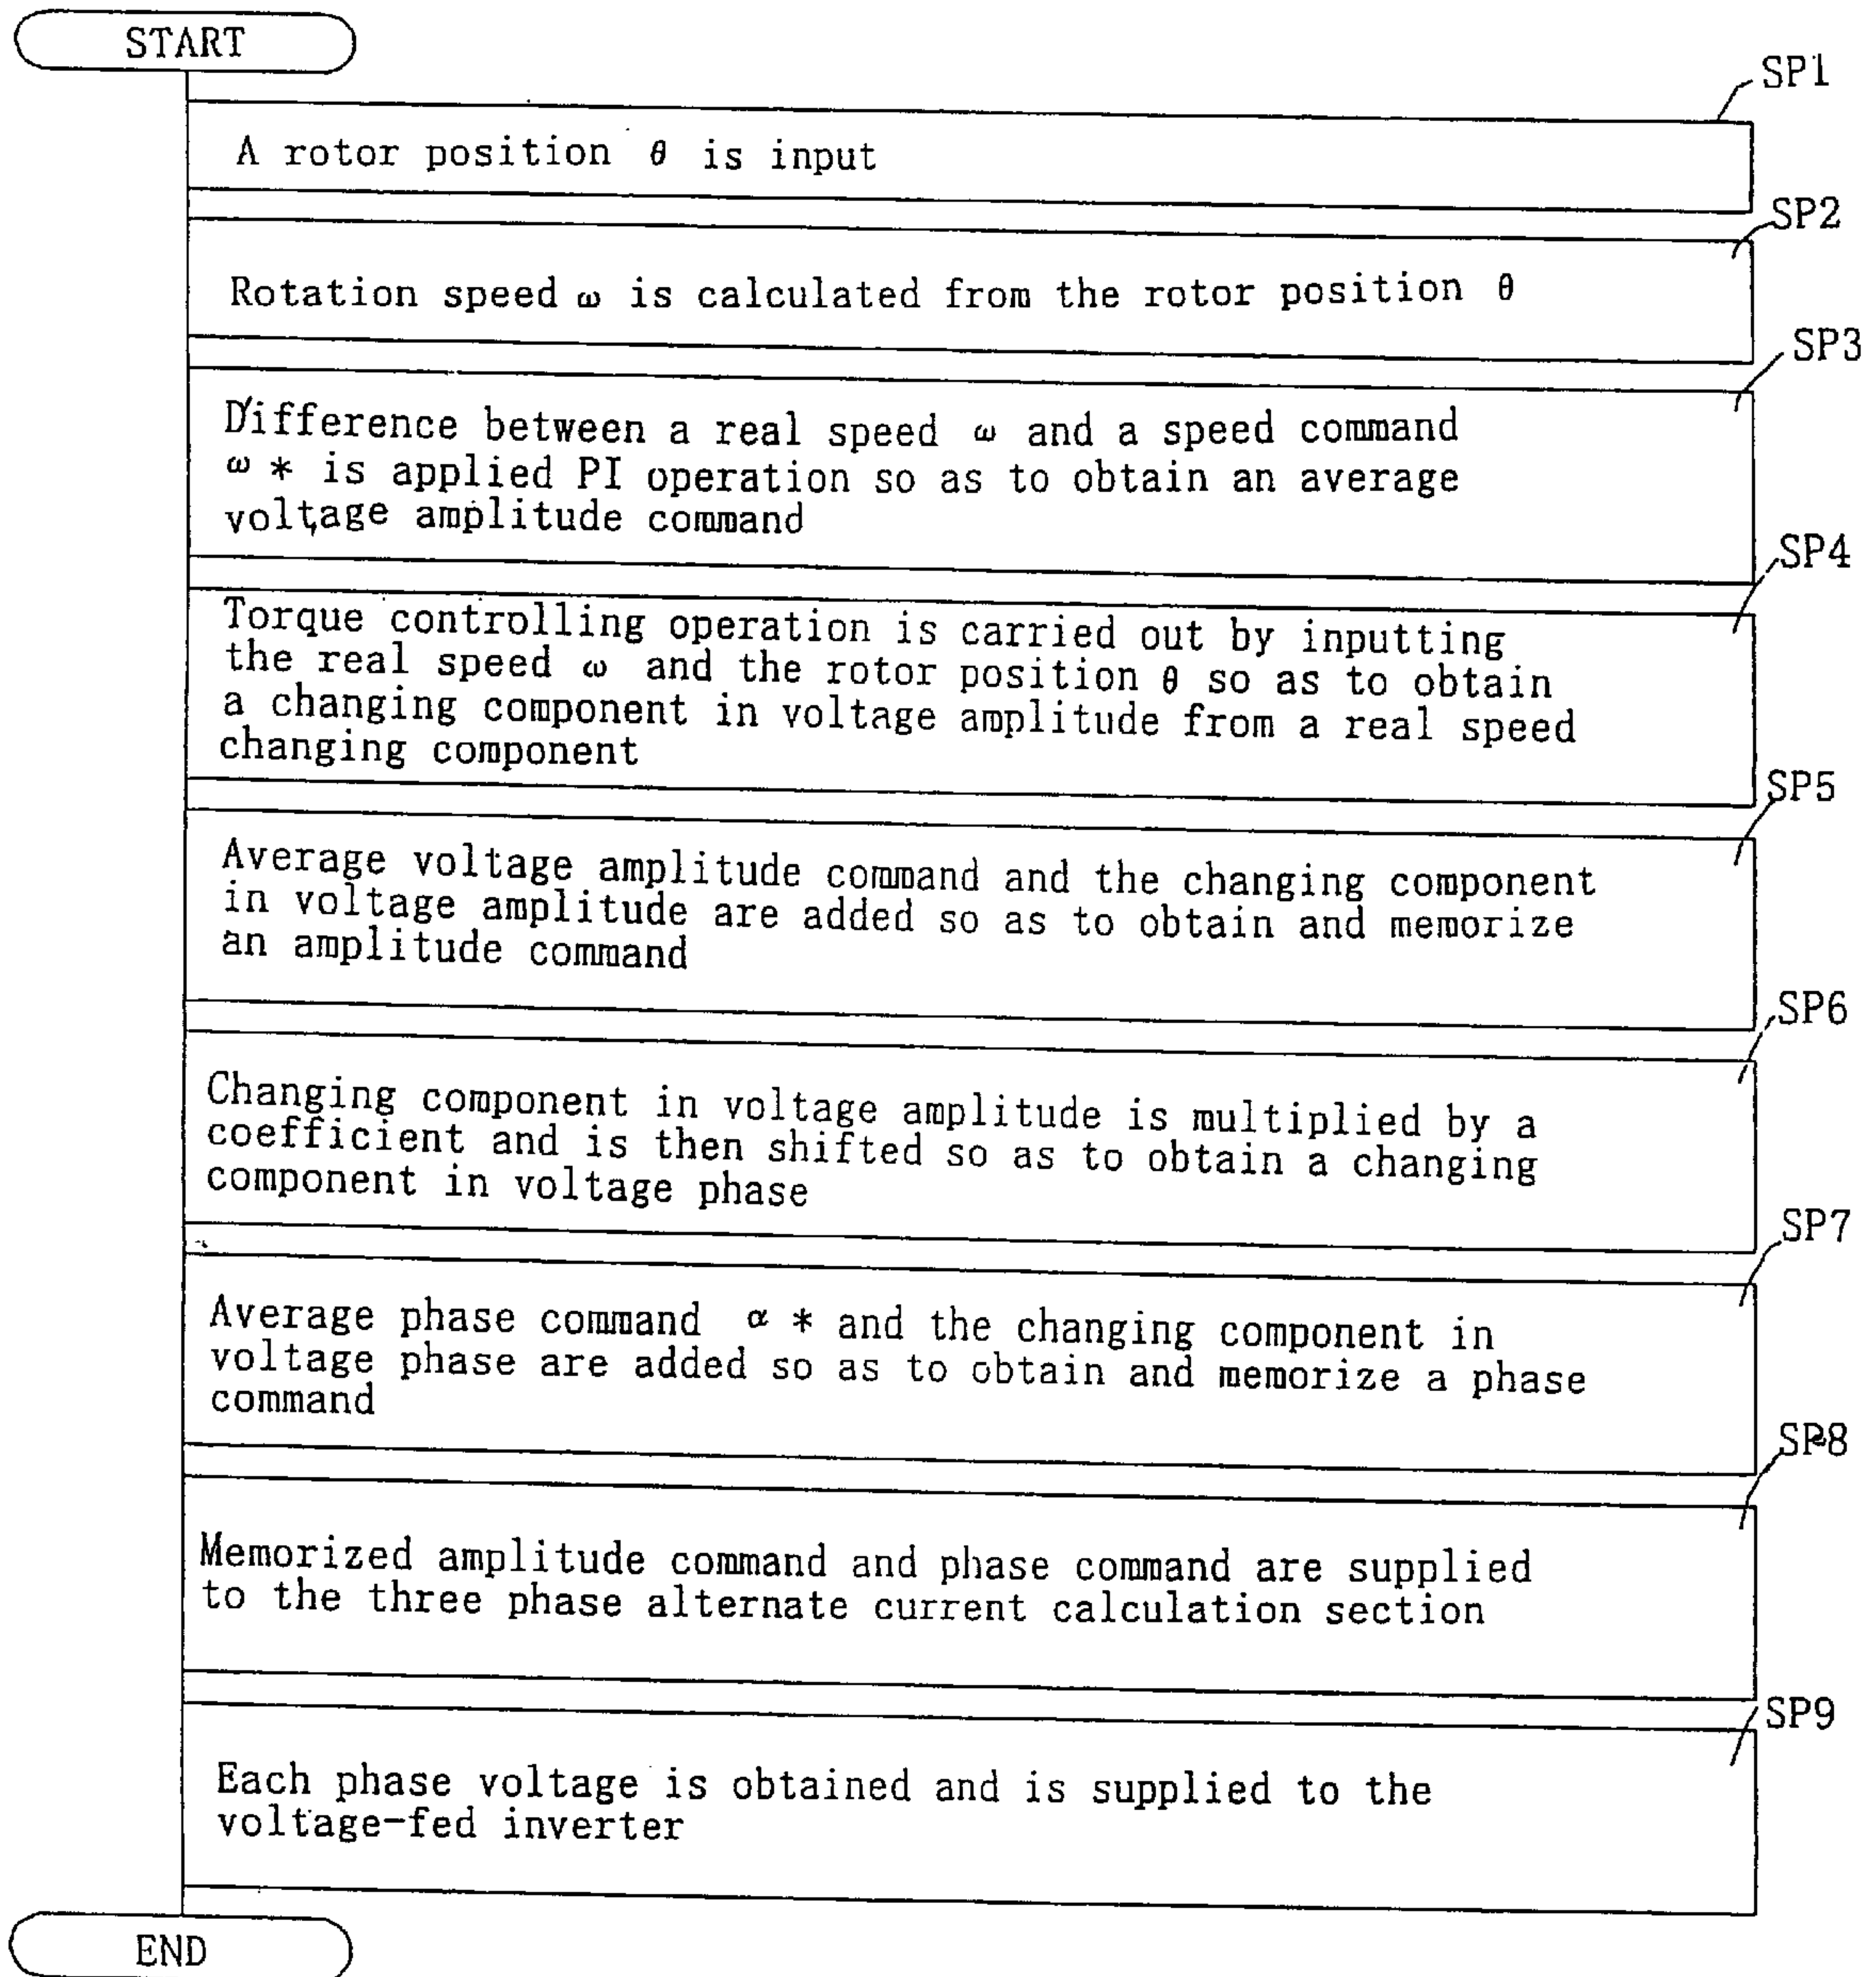 START
SP1
A rotor position θ is input
SP2
Rotation speed ω is calculated from the rotor position θ
SP3
Difference between a real speed ω and a speed command
ω * is applied PI operation so as to obtain an average
voltage amplitude command
SP4
Torque controlling operation is carried out by inputting
the real speed ω and the rotor position θ so as to obtain
a changing component in voltage amplitude from a real speed
changing component
SP5
Average voltage amplitude command and the changing component
in voltage amplitude are added so as to obtain and memorize
an amplitude command
SP6
Changing component in voltage amplitude is multiplied by a
coefficient and is then shifted so as to obtain a changing
component in voltage phase
SP7
Average phase command α * and the changing component in
voltage phase are added so as to obtain and memorize a phase
command
SP8
Memorized amplitude command and phase command are supplied
to the three phase alternate current calculation section
SP9
Each phase voltage is obtained and is supplied to the
voltage-fed inverter
END